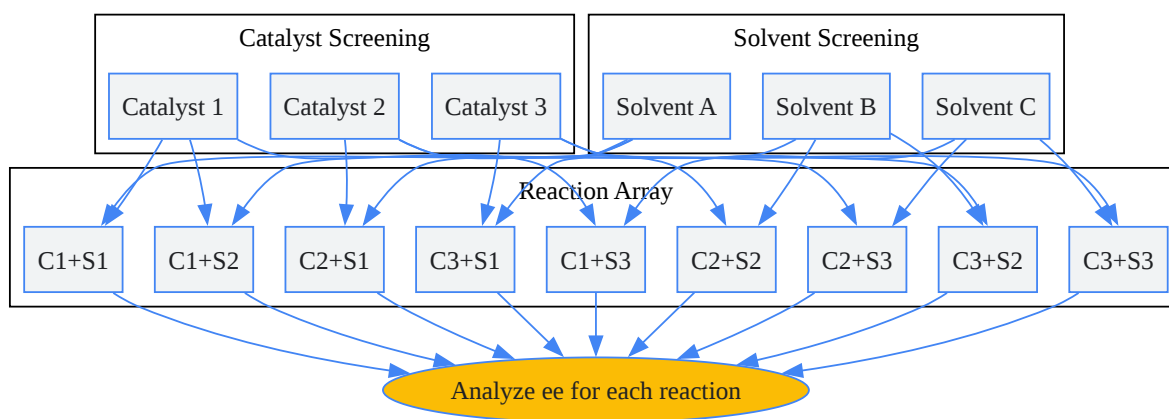 Catalyst Screening
Solvent Screening
Catalyst 1
Catalyst 2
Catalyst 3
Solvent A
Solvent B
Solvent C
Reaction Array
C1+S1
C1+S2
C2+S1
C3+S1
C1+S3
C2+S2
C2+S3
C3+S2
C3+S3
Analyze ee for each reaction